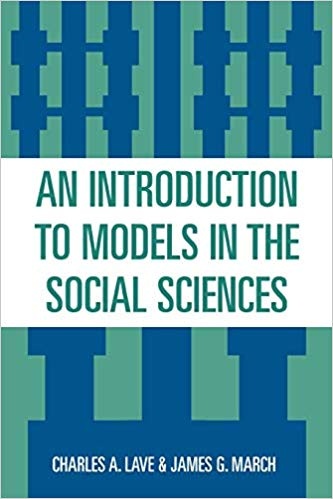 AN INTRODUCTION
TO MODELS IN THE
SOCIAL SCIENCES
CHARLES A. LAVE & JAMES G. MARCH